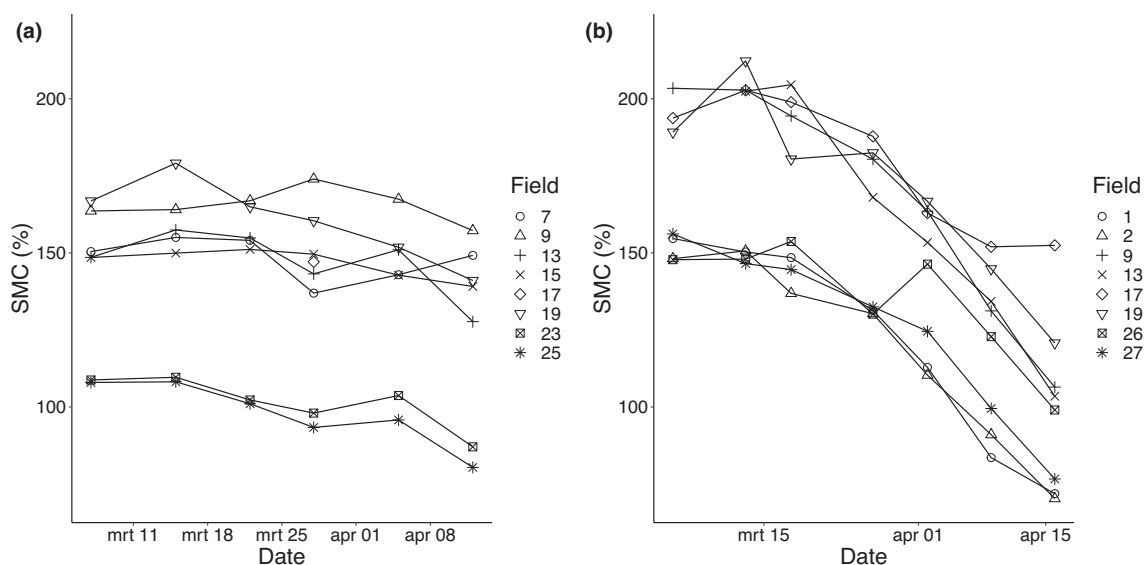 (a)
SMC (%)
200
150
100
mrt 11
mrt 18
mrt 25
apr 01
apr 08
Date
Field
7
9
13
15
17
19
23
25
(b)
SMC (%)
200
150
100
mrt 15
apr 01
apr 15
Date
Field
1
2
9
13
17
19
26
27